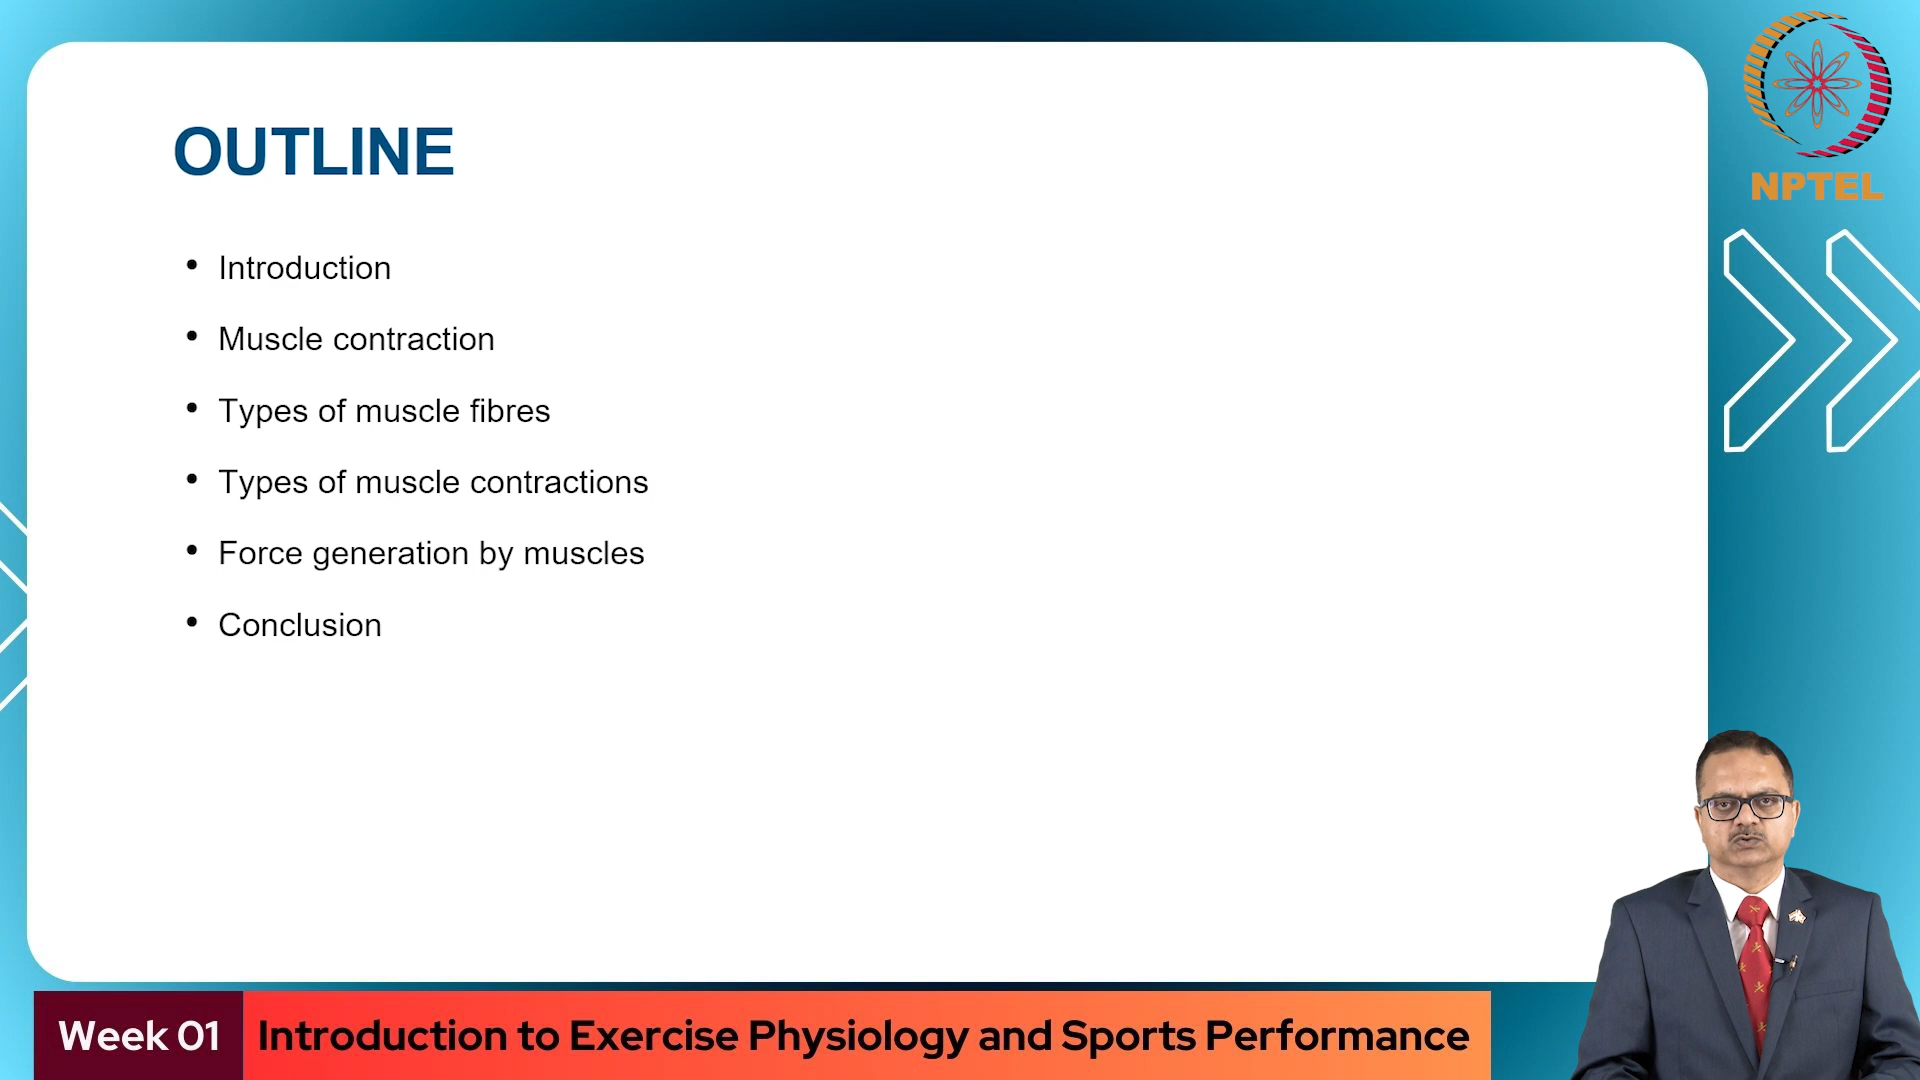 OUTLINE
• Introduction
• Muscle contraction
• Types of muscle fibres
• Types of muscle contractions
• Force generation by muscles
• Conclusion
NPTEL
Week 01
Introduction to Exercise Physiology and Sports Performance